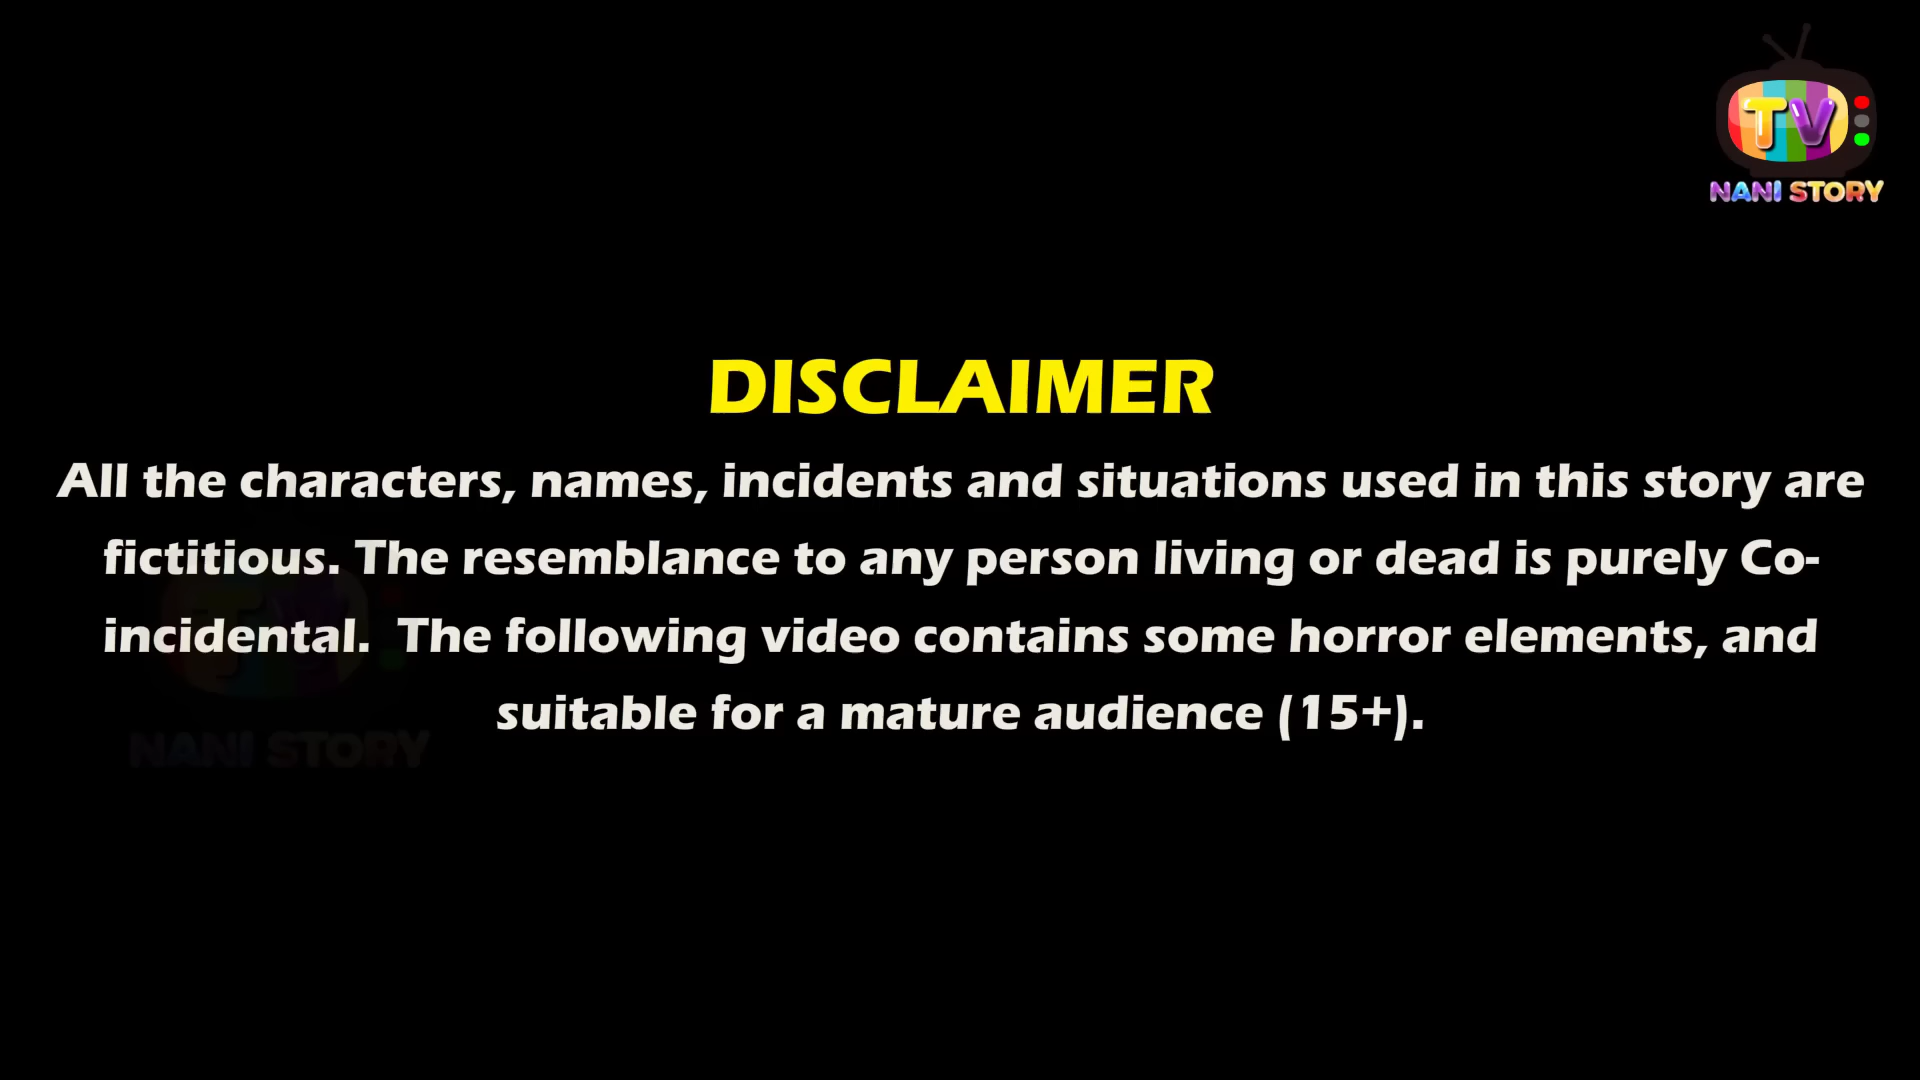 TV
NANI STORY
DISCLAIMER
All the characters, names, incidents and situations used in this story are
fictitious. The resemblance to any person living or dead is purely Co-
incidental.  The following video contains some horror elements, and
suitable for a mature audience (15+).
TV
NANI STORY